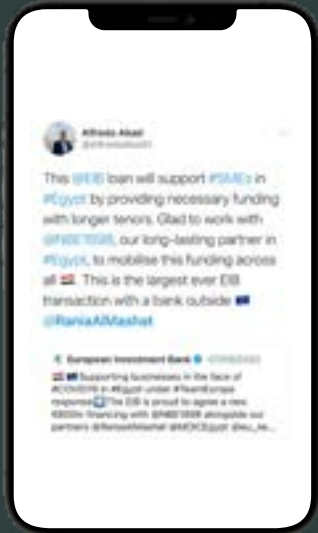 Alfredo Abad
This @EIB loan will support #SMEs in
#Egypt by providing necessary funding
with longer tenors. Glad to work with
our long-lasting partner in
#Egypt, to mobilise this funding across
all 🇪🇬. This is the largest ever EIB
transaction with a bank outside 🇪🇺
@RaniaAlMashat
European Investment Bank
🇪🇬 🇪🇺 Supporting businesses in the face of
#COVID19 in #Egypt under #TeamEurope
response The EIB is proud to agree a new
financing with alongside our
partners @RaniaAlMashat